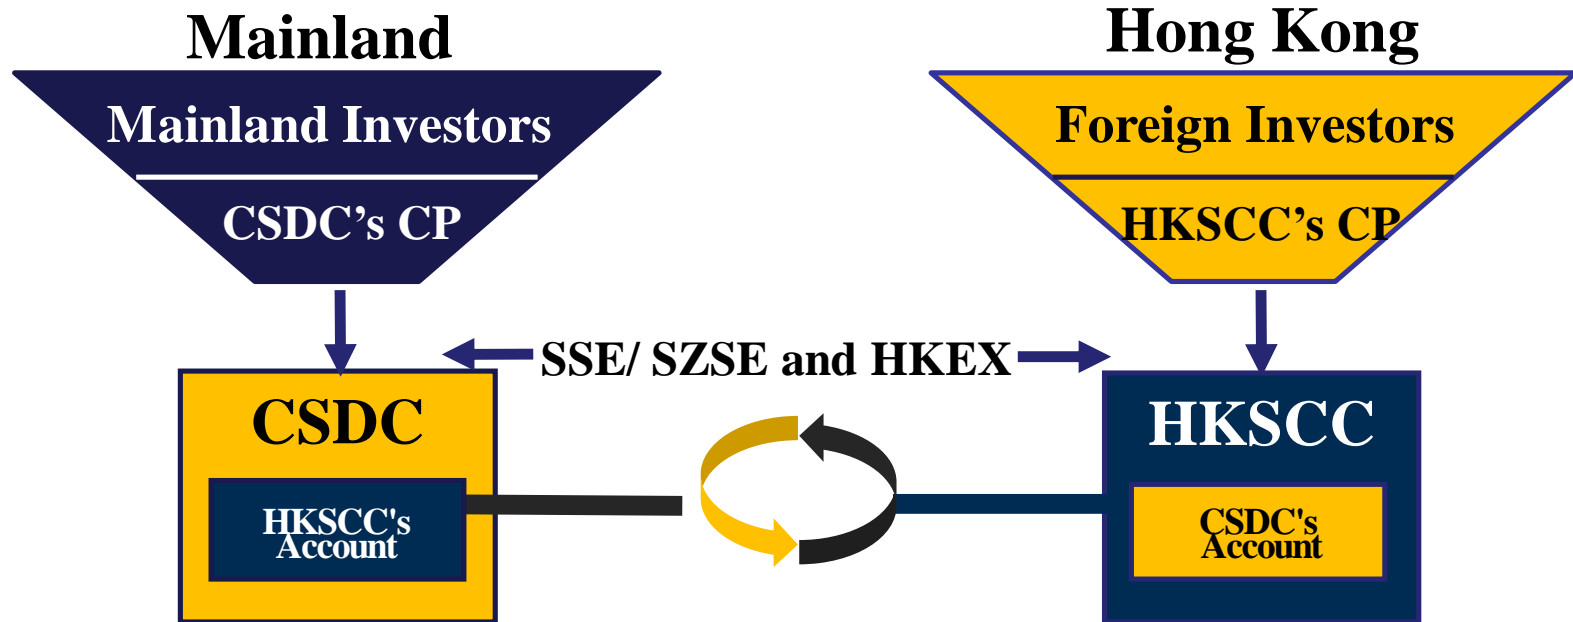 Mainland
Hong Kong
Mainland Investors
Foreign Investors
CSDC’s CP
HKSCC’s CP
SSE/ SZSE and HKEX
CSDC
HKSCC
HKSCC's
Account
CSDC's
Account